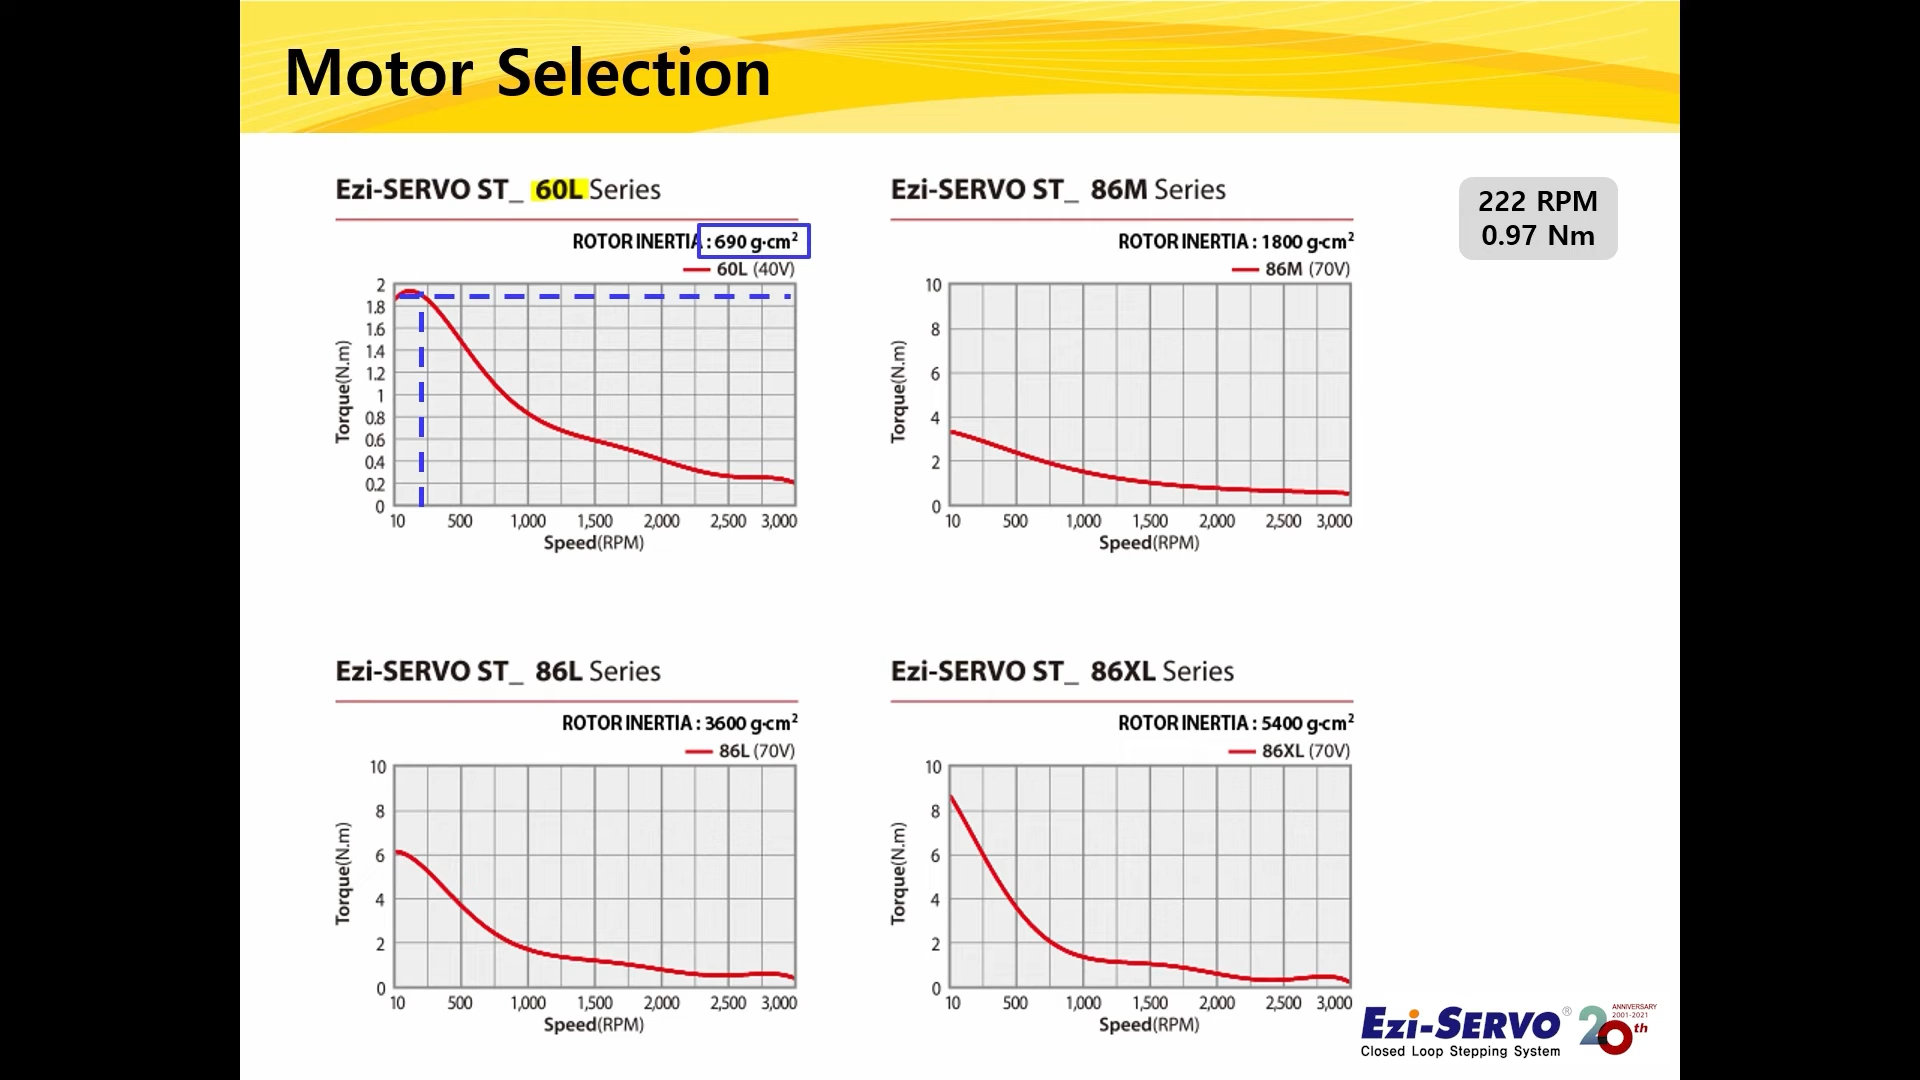 Motor Selection
Ezi-SERVO ST_ 60L Series
ROTOR INERTIA : 690 g·cm²
60L (40V)
2
1.8
1.6
1.4
1.2
1
0.8
0.6
0.4
0.2
0
Torque(N.m)
10 500 1,000 1,500 2,000 2,500 3,000
Speed(RPM)
Ezi-SERVO ST_ 86M Series
ROTOR INERTIA : 1800 g·cm²
86M (70V)
10
8
6
4
2
0
Torque(N.m)
10 500 1,000 1,500 2,000 2,500 3,000
Speed(RPM)
222 RPM
0.97 Nm
Ezi-SERVO ST_ 86L Series
ROTOR INERTIA : 3600 g·cm²
86L (70V)
10
8
6
4
2
0
Torque(N.m)
10 500 1,000 1,500 2,000 2,500 3,000
Speed(RPM)
Ezi-SERVO ST_ 86XL Series
ROTOR INERTIA : 5400 g·cm²
86XL (70V)
10
8
6
4
2
0
Torque(N.m)
10 500 1,000 1,500 2,000 2,500 3,000
Speed(RPM)
Ezi-SERVO®
Closed Loop Stepping System
20th
ANNIVERSARY
2001-2021